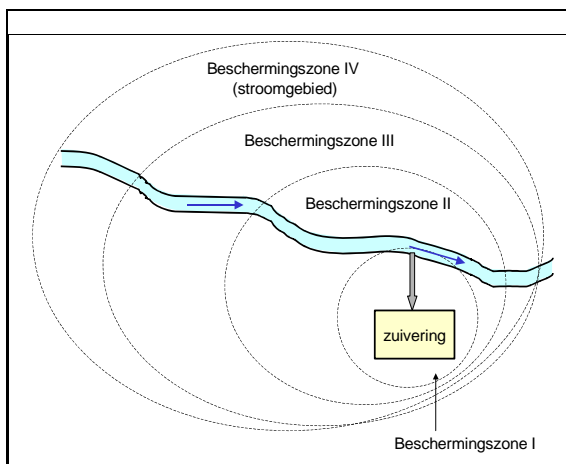 Beschermingszone IV
(stroomgebied)
Beschermingszone III
Beschermingszone II
zuivering
Beschermingszone I